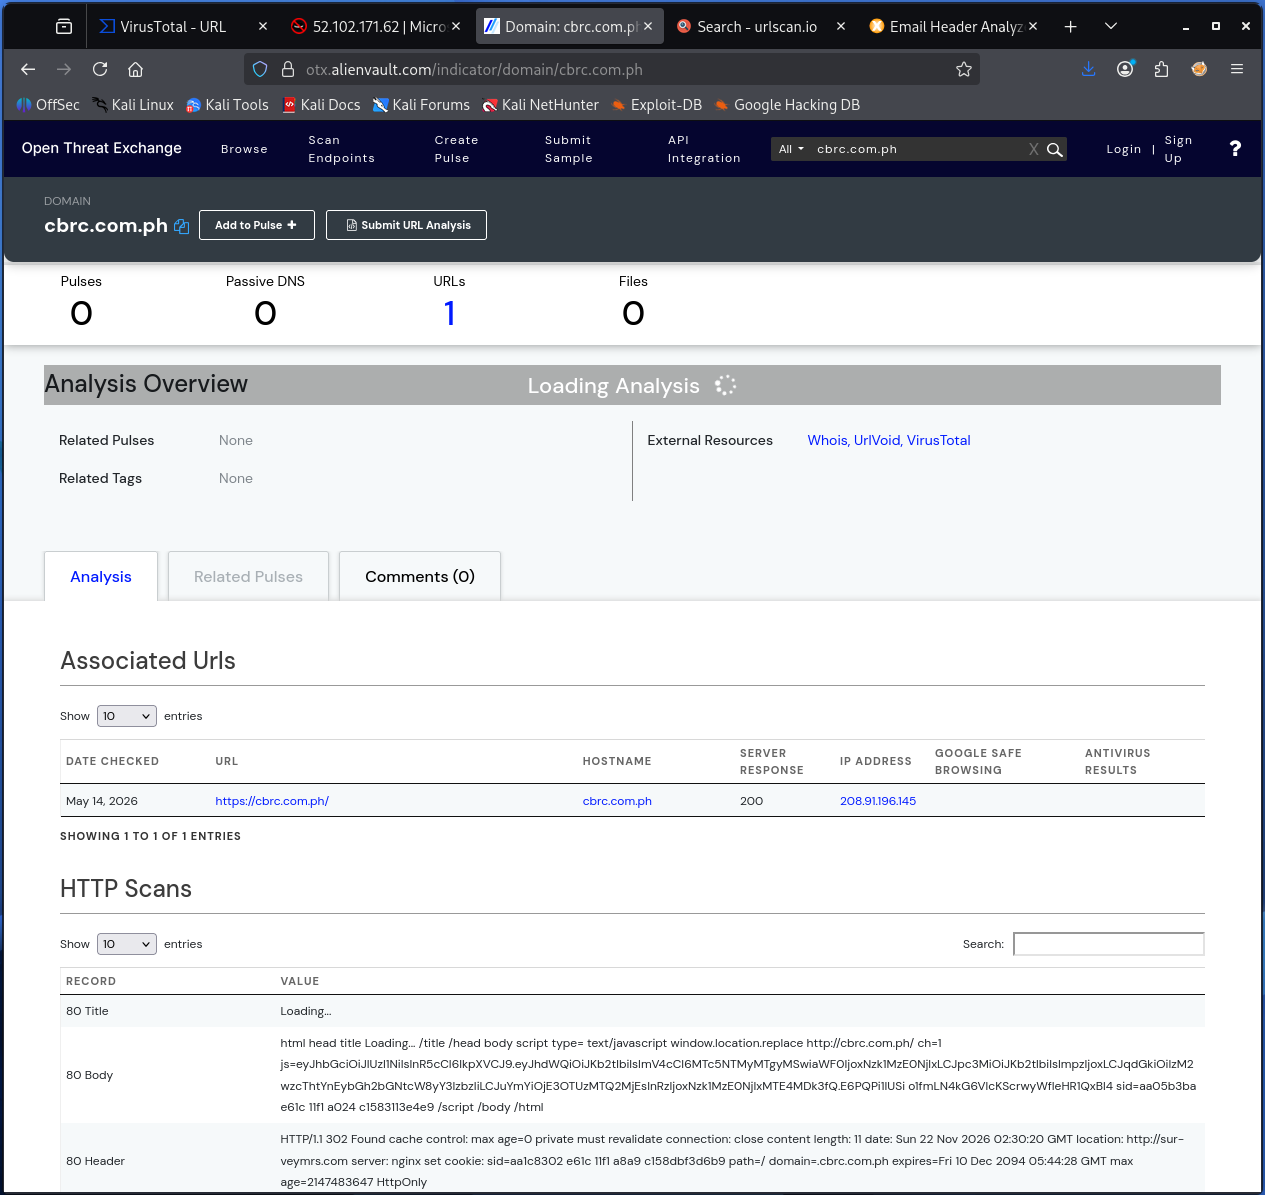 VirusTotal - URL
52.102.171.62 | Micro
Domain: cbrc.com.ph
Search - urlscan.io
Email Header Analyz
otx.alienvault.com/indicator/domain/cbrc.com.ph
OffSec
Kali Linux
Kali Tools
Kali Docs
Kali Forums
Kali NetHunter
Exploit-DB
Google Hacking DB
Open Threat Exchange
Browse
Scan
Endpoints
Create
Pulse
Submit
Sample
API
Integration
All
cbrc.com.ph
X
Login
|
Sign
Up
?
DOMAIN
cbrc.com.ph
Add to Pulse +
Submit URL Analysis
Pulses
0
Passive DNS
0
URLs
1
Files
0
Analysis Overview
Loading Analysis
Related Pulses
None
External Resources
Whois, UrlVoid, VirusTotal
Related Tags
None
Analysis
Related Pulses
Comments (0)
Associated Urls
Show 10 entries
DATE CHECKED
URL
HOSTNAME
SERVER
RESPONSE
IP ADDRESS
GOOGLE SAFE
BROWSING
ANTIVIRUS
RESULTS
May 14, 2026
https://cbrc.com.ph/
cbrc.com.ph
200
208.91.196.145
SHOWING 1 TO 1 OF 1 ENTRIES
HTTP Scans
Show 10 entries
Search:
RECORD
VALUE
80 Title
Loading...
80 Body
html head title Loading... /title /head body script type= text/javascript window.location.replace http://cbrc.com.ph/ ch=1
e61c 11f1 a024 c1583113e4e9 /script /body /html
80 Header
HTTP/1.1 302 Found cache control: max age=0 private must revalidate connection: close content length: 11 date: Sun 22 Nov 2026 02:30:20 GMT location: http://sur-
veymrs.com server: nginx set cookie: sid=aa1c8302 e61c 11f1 a8a9 c158dbf3d6b9 path=/ domain=.cbrc.com.ph expires=Fri 10 Dec 2094 05:44:28 GMT max
age=2147483647 HttpOnly